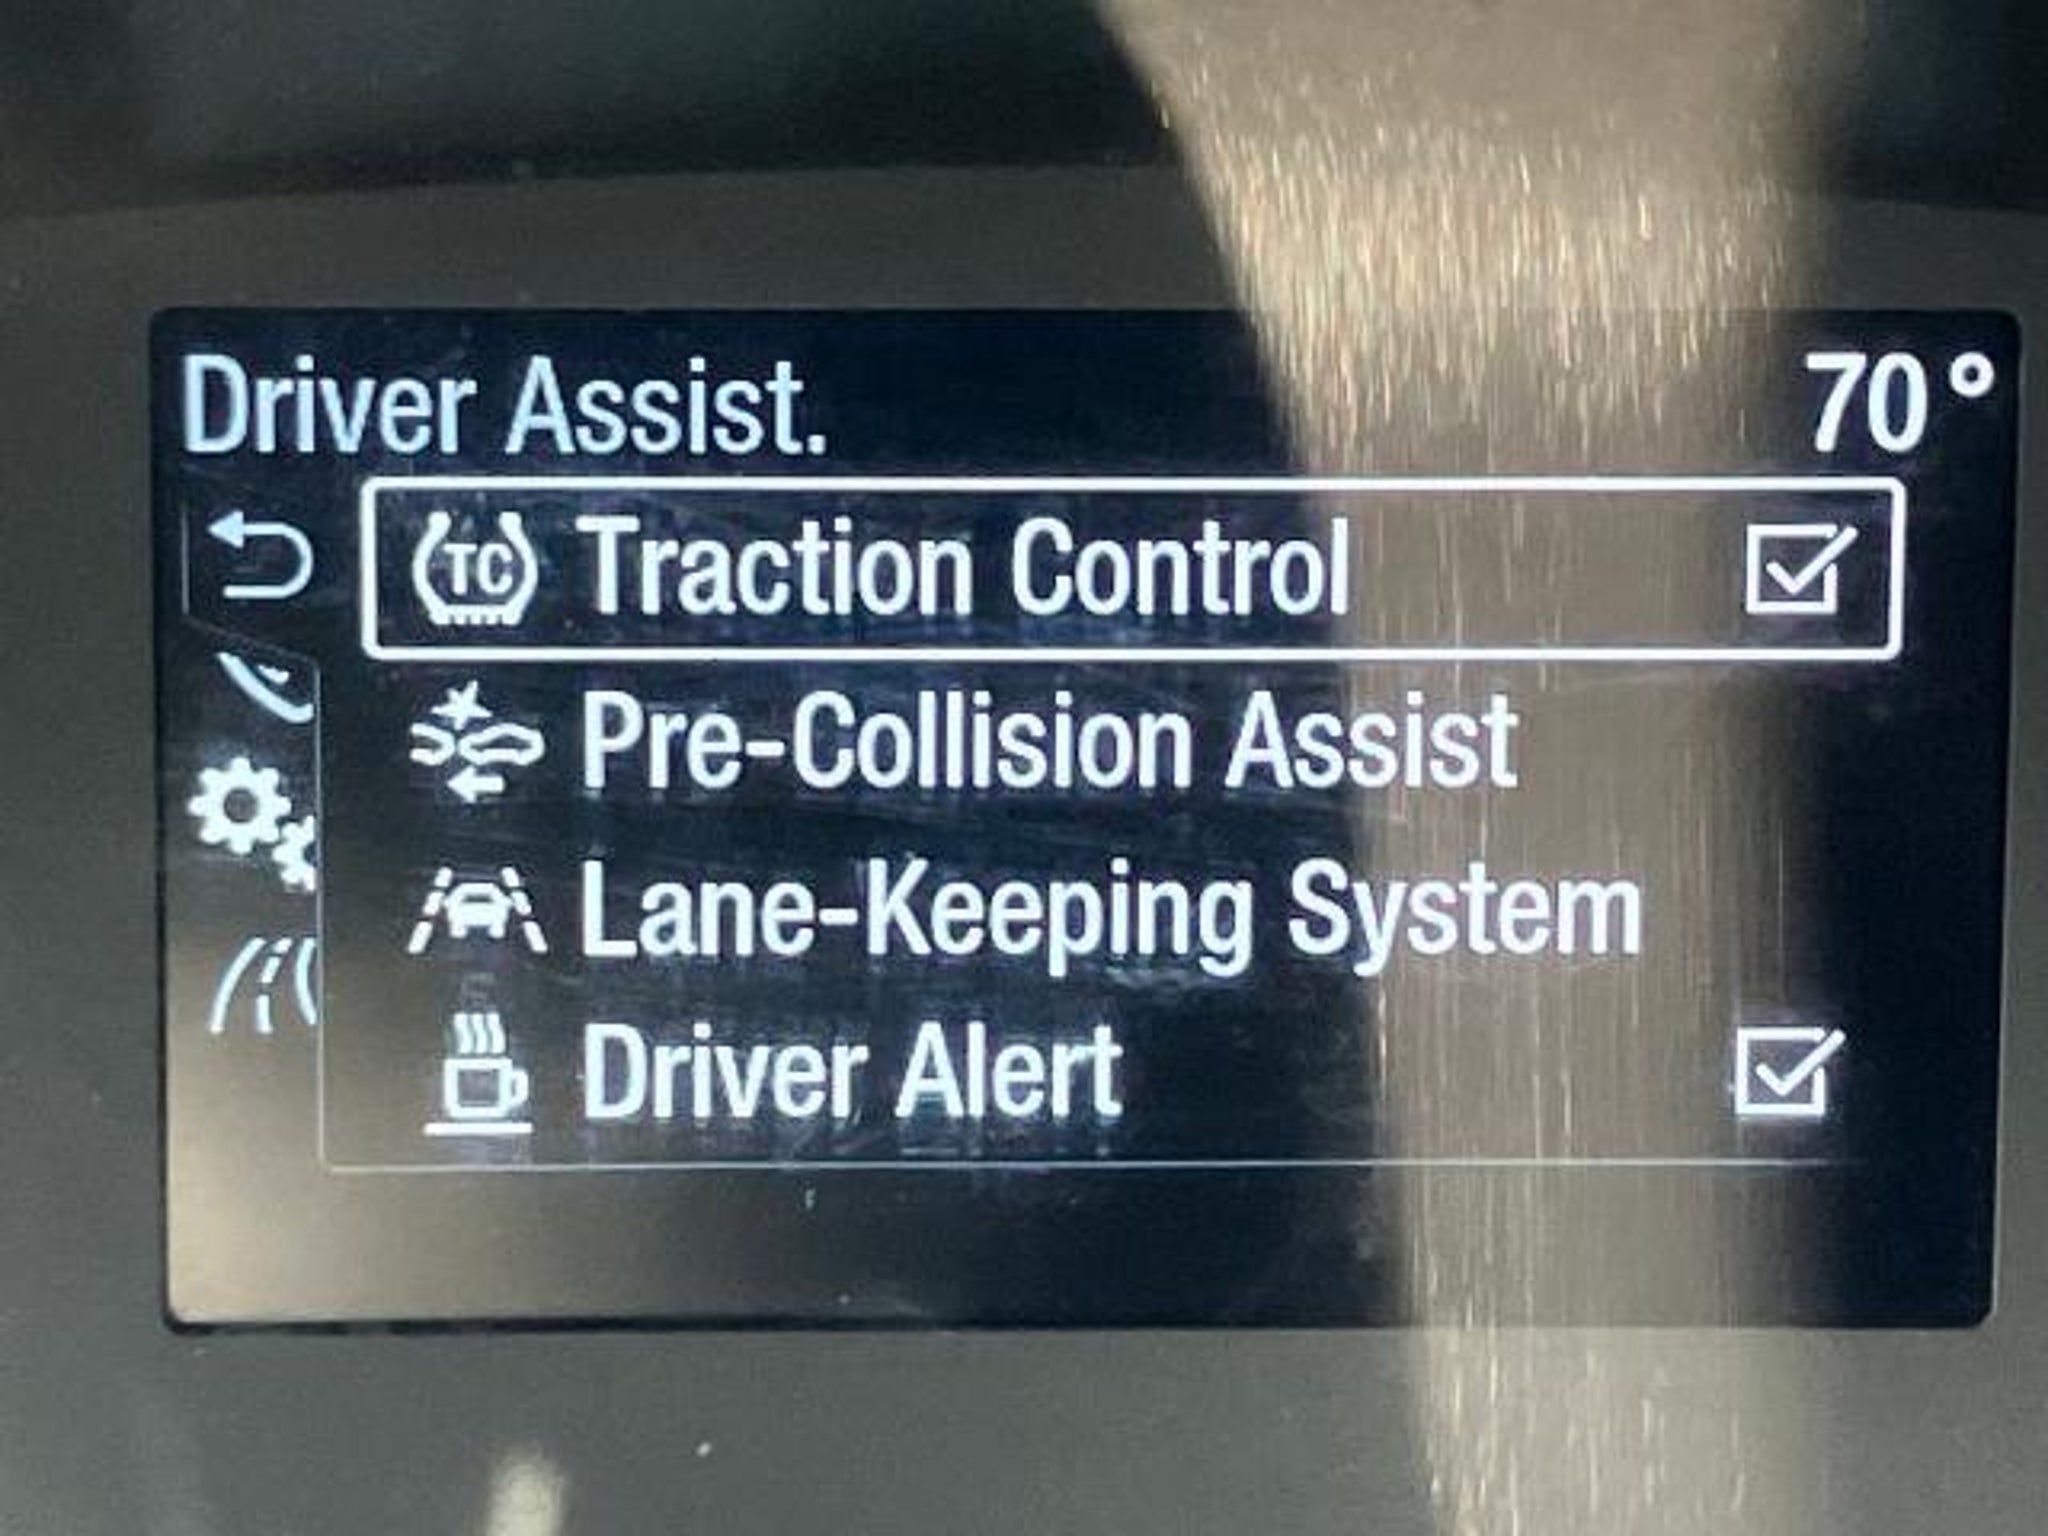 Driver Assist.
70°
TC Traction Control
Pre-Collision Assist
Lane-Keeping System
Driver Alert